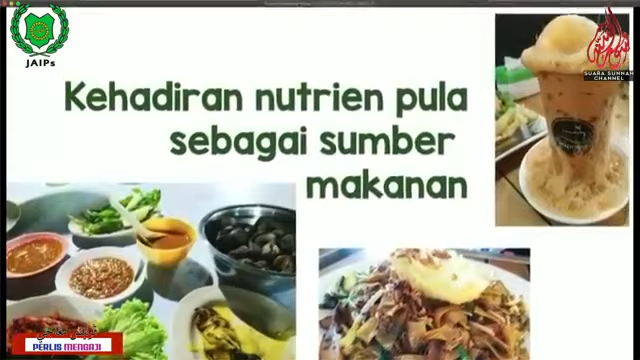 JAIPs
SUARA SUNNAH
CHANNEL
Kehadiran nutrien pula
sebagai sumber
makanan
PERLIS MENGAJI